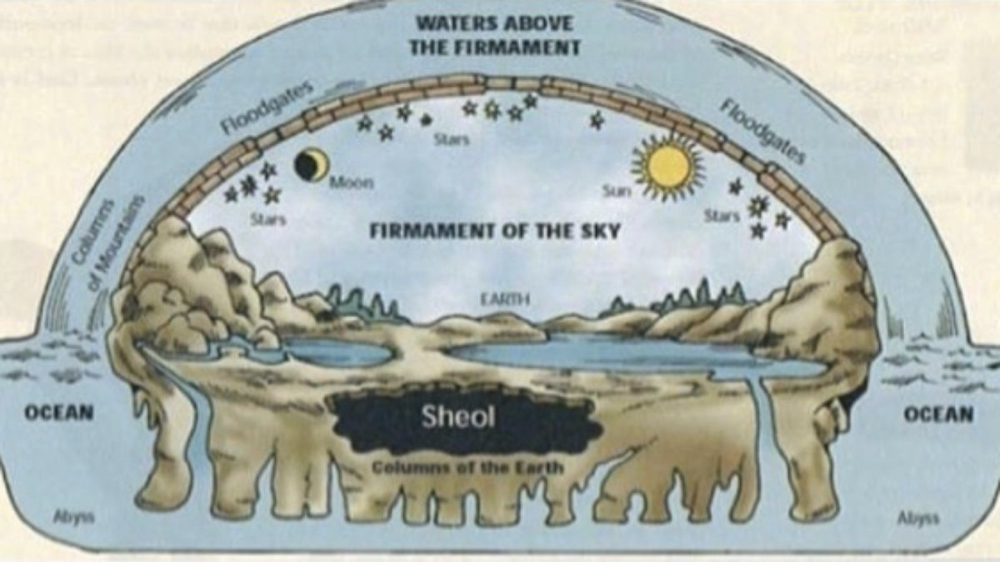 WATERS ABOVE
THE FIRMAMENT
Floodgates
Floodgates
Stars
Moon
Sun
Stars
Stars
Columns
of Mountains
FIRMAMENT OF THE SKY
EARTH
Sheol
OCEAN
OCEAN
Columns of the Earth
Abyss
Abyss